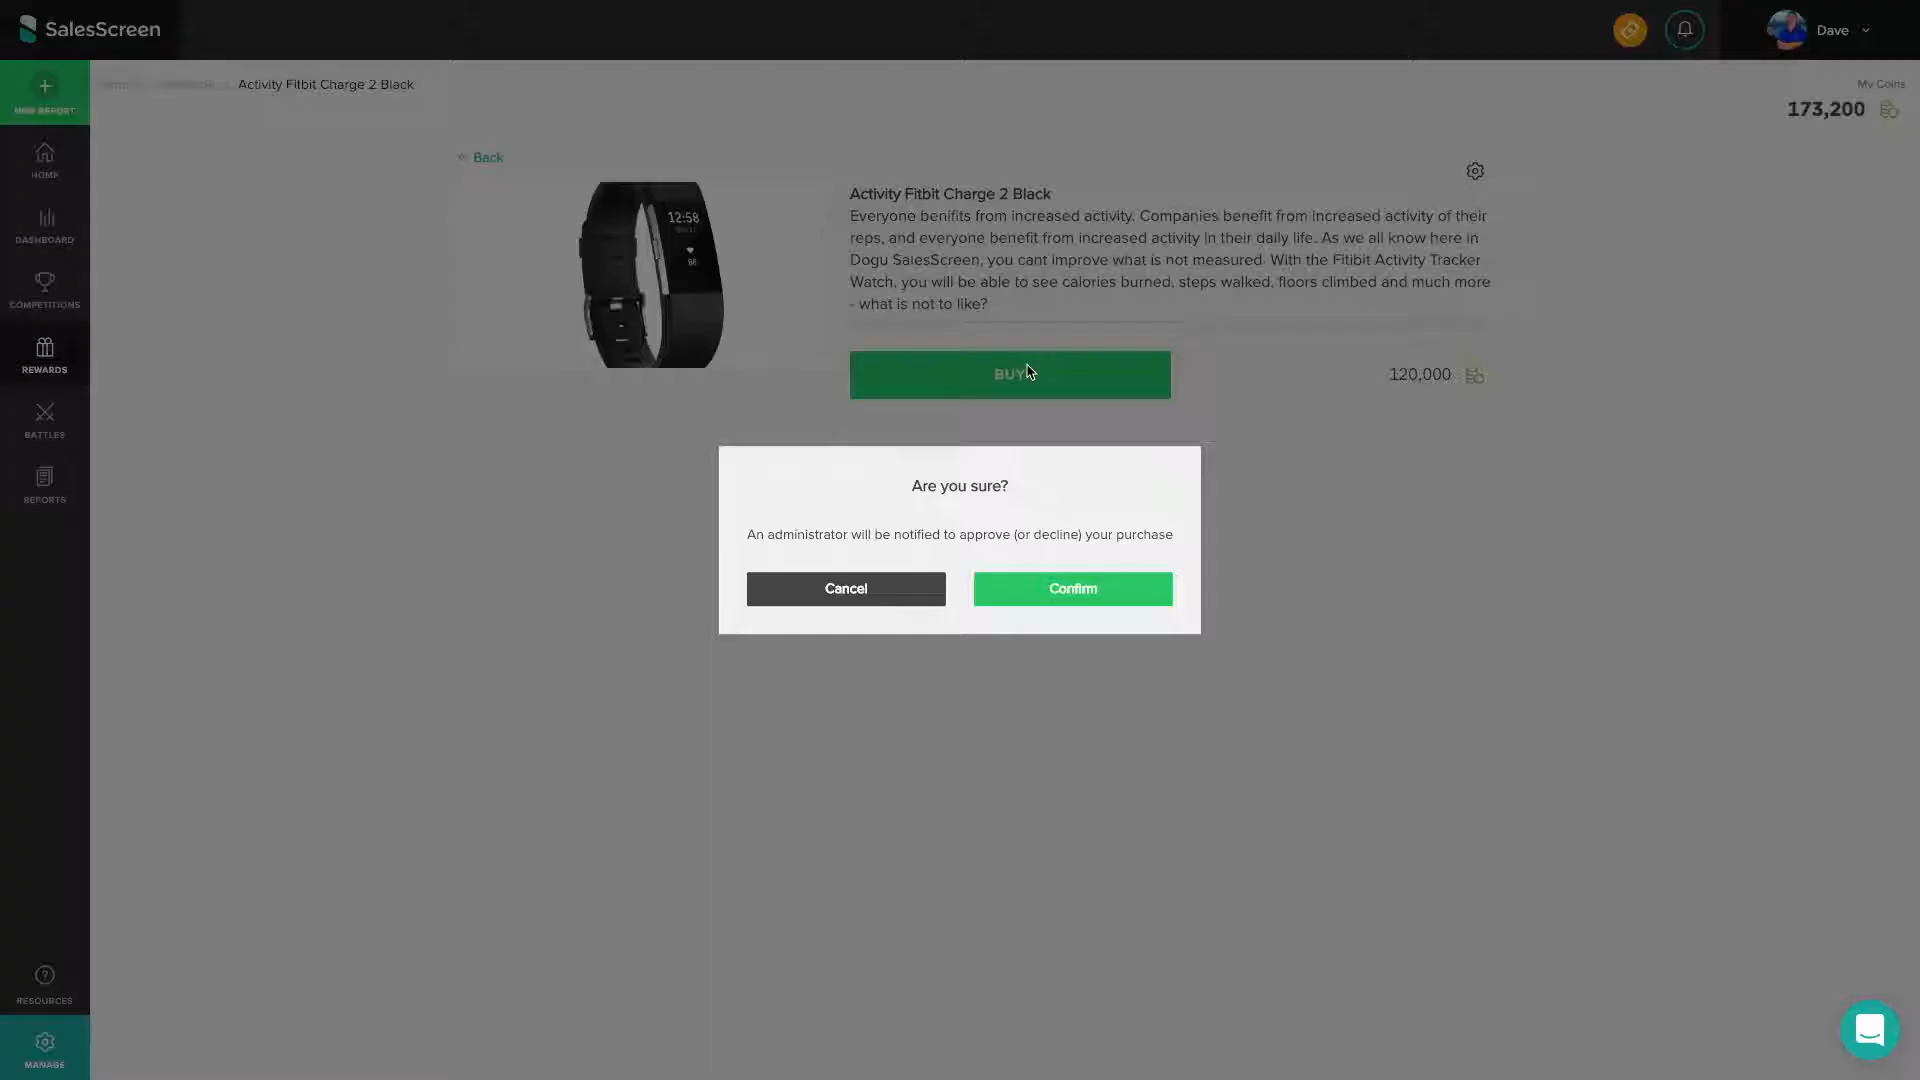 SalesScreen
Dave
NEW REPORT
Activity Fitbit Charge 2 Black
My Coins
173,200
HOME
DASHBOARD
COMPETITIONS
REWARDS
BATTLES
REPORTS
RESOURCES
MANAGE
Back
12:58
Activity Fitbit Charge 2 Black
Everyone benifits from increased activity. Companies benefit from increased activity of their
reps, and everyone benefit from increased activity in their daily life. As we all know here in
Dogu SalesScreen, you cant improve what is not measured. With the Fitibit Activity Tracker
Watch, you will be able to see calories burned, steps walked, floors climbed and much more
- what is not to like?
BUY
120,000
Are you sure?
An administrator will be notified to approve (or decline) your purchase
Cancel
Confirm